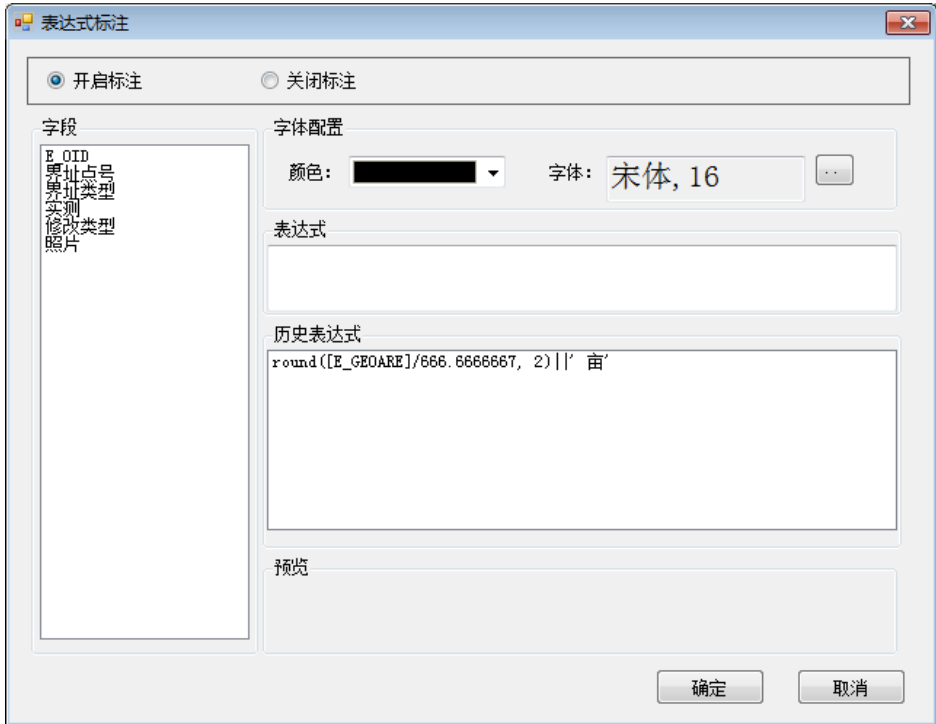 表达式标注
开启标注 关闭标注
字段 字体配置
E_OID
界址点号
界址类型
实测
修改类型
照片
颜色： 字体： 宋体, 16 ..
表达式
历史表达式
round([E_GEOARE]/666.6666667, 2)||’亩’
预览
确定 取消